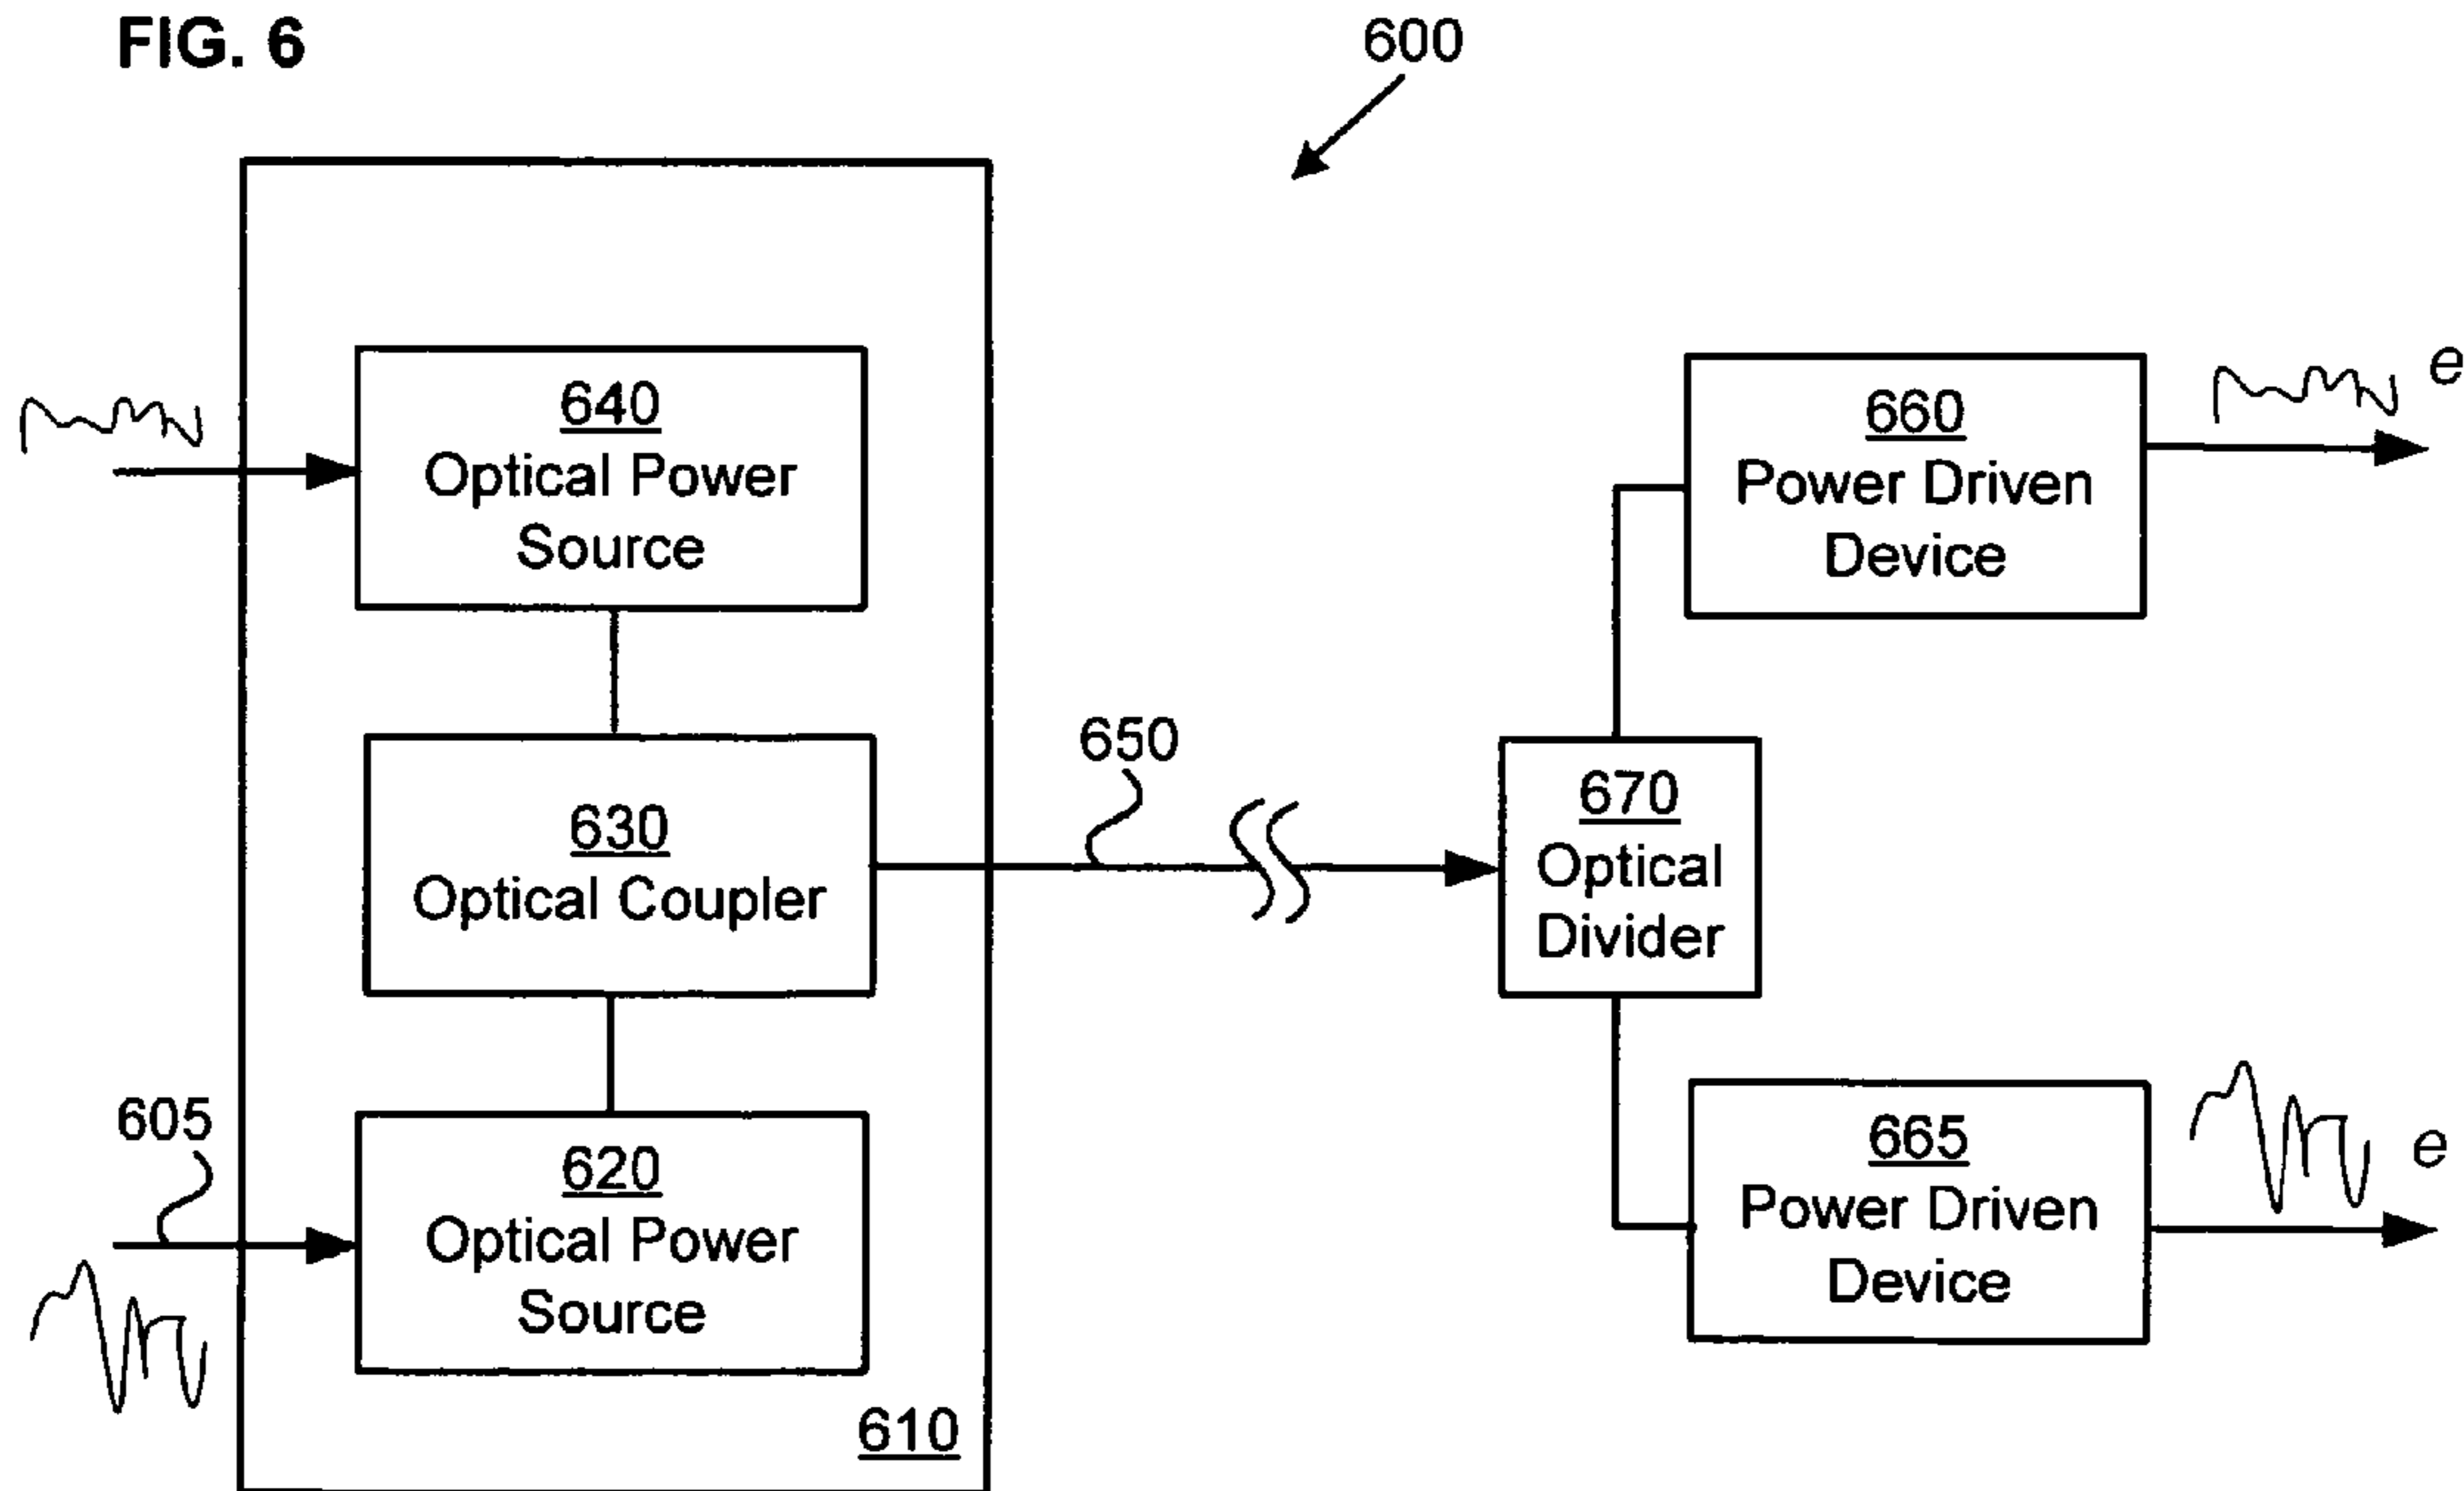 FIG. 6
600
640
Optical Power
Source
660
Power Driven
Device
e
650
630
Optical Coupler
670
Optical
Divider
605
620
Optical Power
Source
665
Power Driven
Device
e
610